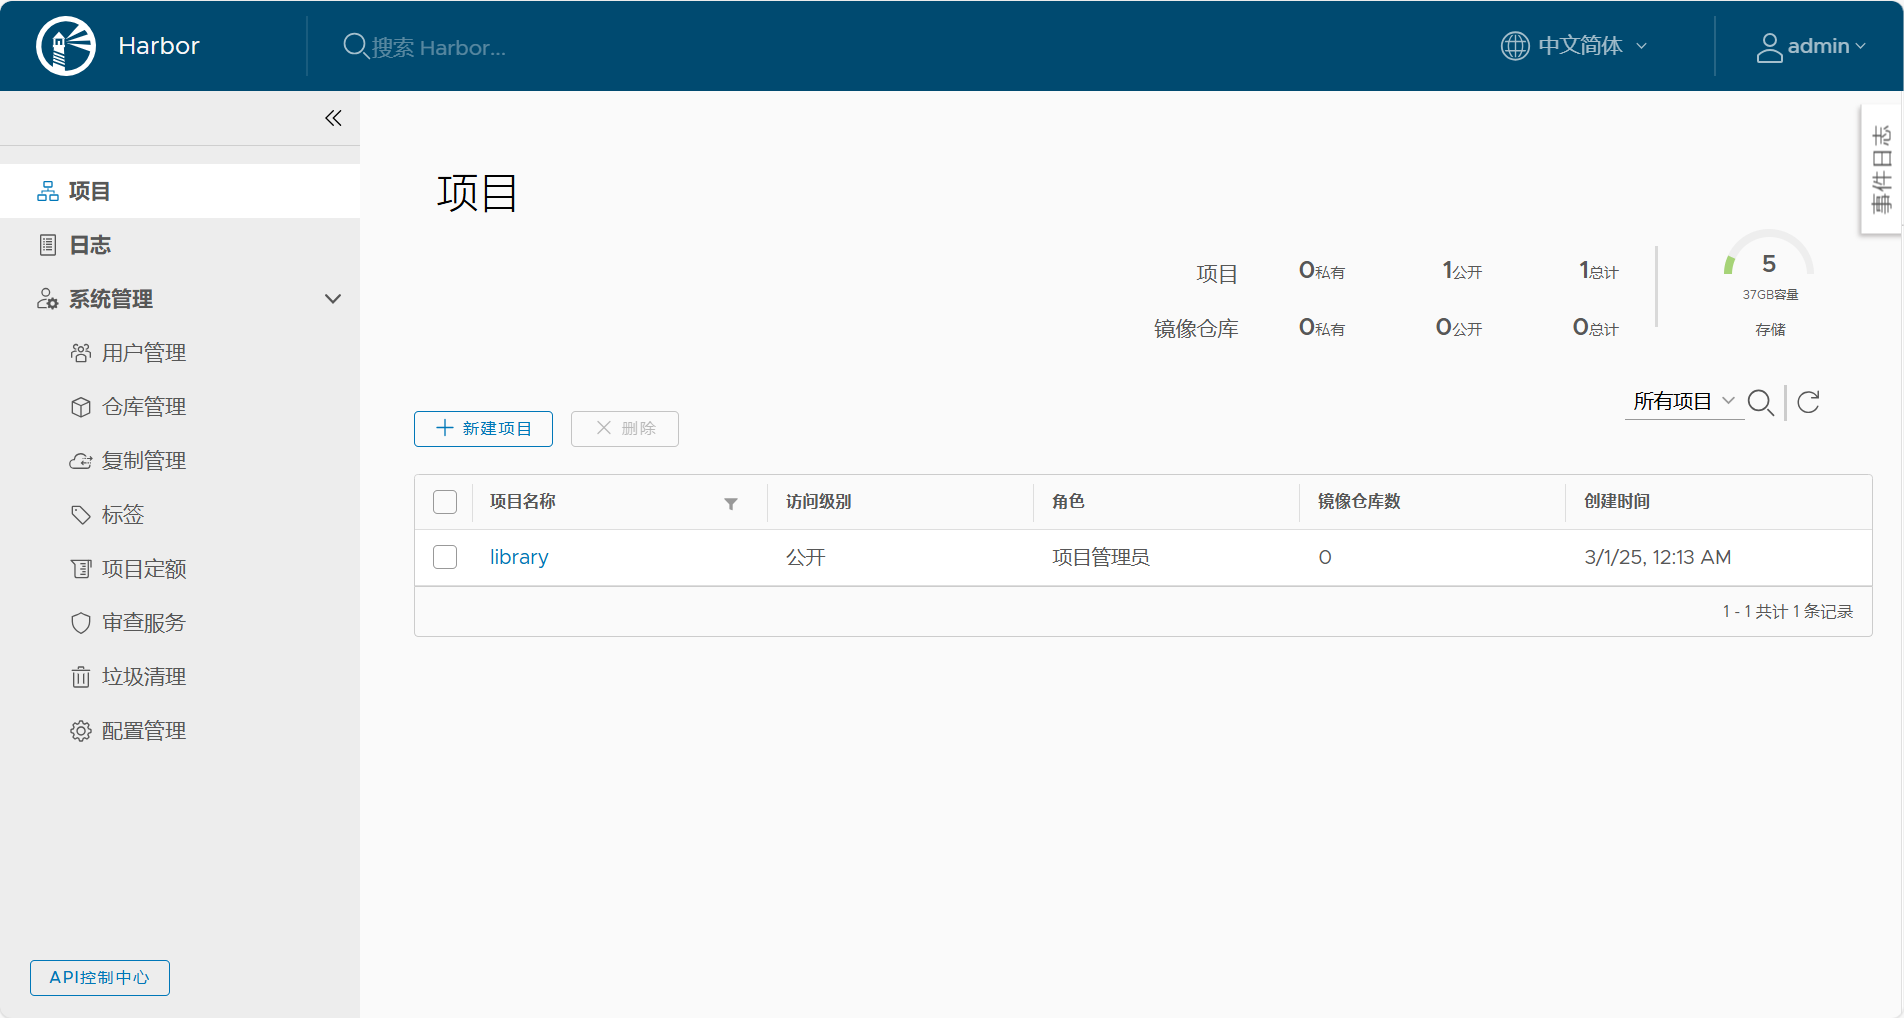 Harbor
搜索 Harbor...
中文简体
admin
事件日志
项目
日志
系统管理
用户管理
仓库管理
复制管理
标签
项目定额
审查服务
垃圾清理
配置管理
API控制中心
项目
项目 0私有 1公开 1总计
镜像仓库 0私有 0公开 0总计
5
37GB容量
存储
所有项目
新建项目 删除
项目名称 访问级别 角色 镜像仓库数 创建时间
library 公开 项目管理员 0 3/1/25, 12:13 AM
1 - 1 共计 1 条记录